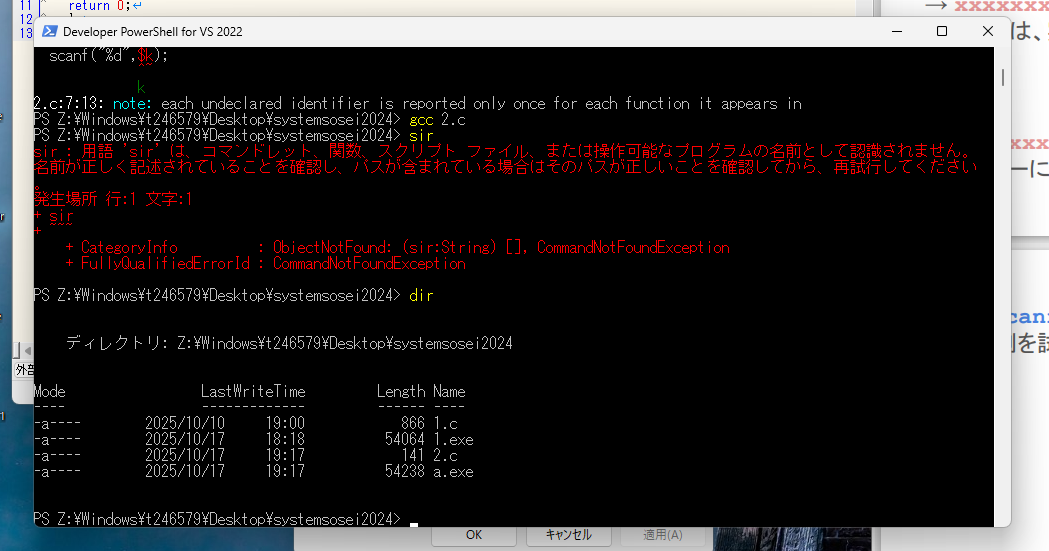 11 return 0;↵
12
13
Developer PowerShell for VS 2022
scanf("%d",$k);
~~
k
2.c:7:13: note: each undeclared identifier is reported only once for each function it appears in
PS Z:¥Windows¥t246579¥Desktop¥systemsosei2024> gcc 2.c
PS Z:¥Windows¥t246579¥Desktop¥systemsosei2024> sir
sir : 用語 'sir' は、コマンドレット、関数、スクリプト ファイル、または操作可能なプログラムの名前として認識されません。
名前が正しく記述されていることを確認し、パスが含まれている場合はそのパスが正しいことを確認してから、再試行してください
。
発生場所 行:1 文字:1
+ sir
+ ~~~
+ CategoryInfo : ObjectNotFound: (sir:String) [], CommandNotFoundException
+ FullyQualifiedErrorId : CommandNotFoundException
PS Z:¥Windows¥t246579¥Desktop¥systemsosei2024> dir
ディレクトリ: Z:¥Windows¥t246579¥Desktop¥systemsosei2024
Mode LastWriteTime Length Name
---- ------------- ------ ----
-a---- 2025/10/10 19:00 866 1.c
-a---- 2025/10/17 18:18 54064 1.exe
-a---- 2025/10/17 19:17 141 2.c
-a---- 2025/10/17 19:17 54238 a.exe
PS Z:¥Windows¥t246579¥Desktop¥systemsosei2024>
OK キャンセル 適用(A)
→ xxxxxxx
は、
xxx
ーに
can
列を試
外部